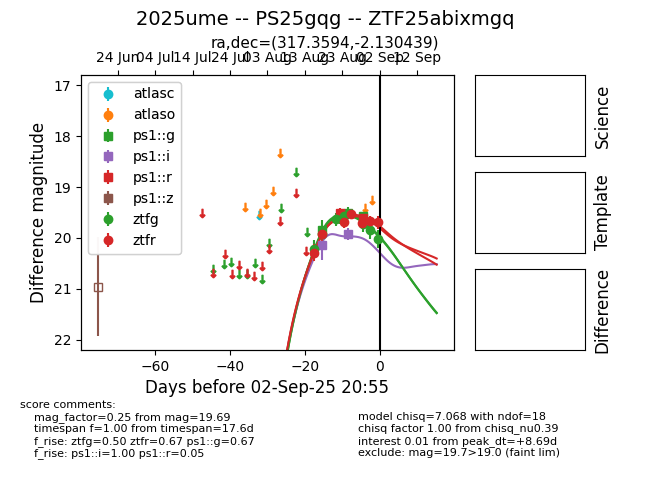 2025ume -- PS25gqg -- ZTF25abixmgq
ra,dec=(317.3594,-2.130439)
24 Jun 04 Jul 14 Jul 24 Jul 03 Aug 13 Aug 23 Aug 02 Sep 12 Sep
17
18
19
20
21
22
Difference magnitude
atlasc
atlaso
ps1::g
ps1::i
ps1::r
ps1::z
ztfg
ztfr
−60 −40 −20 0
Days before 02-Sep-25 20:55
Science
Template
Difference
score comments:
mag_factor=0.25 from mag=19.69
timespan f=1.00 from timespan=17.6d
f_rise: ztfg=0.50 ztfr=0.67 ps1::g=0.67
f_rise: ps1::i=1.00 ps1::r=0.05
model chisq=7.068 with ndof=18
chisq factor 1.00 from chisq_nu0.39
interest 0.01 from peak_dt=+8.69d
exclude: mag=19.7>19.0 (faint lim)